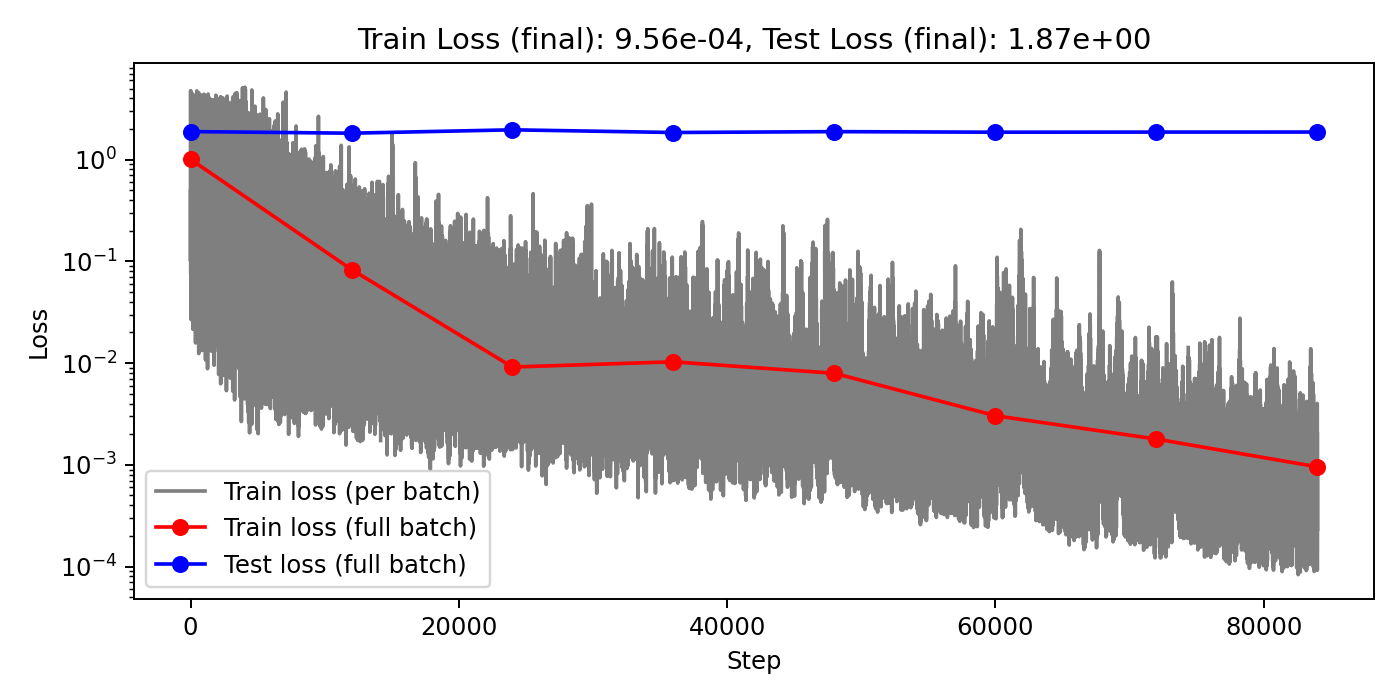 Train Loss (final): 9.56e-04, Test Loss (final): 1.87e+00
Loss
10⁰
10⁻¹
10⁻²
10⁻³
10⁻⁴
Train loss (per batch)
Train loss (full batch)
Test loss (full batch)
0 20000 40000 60000 80000
Step